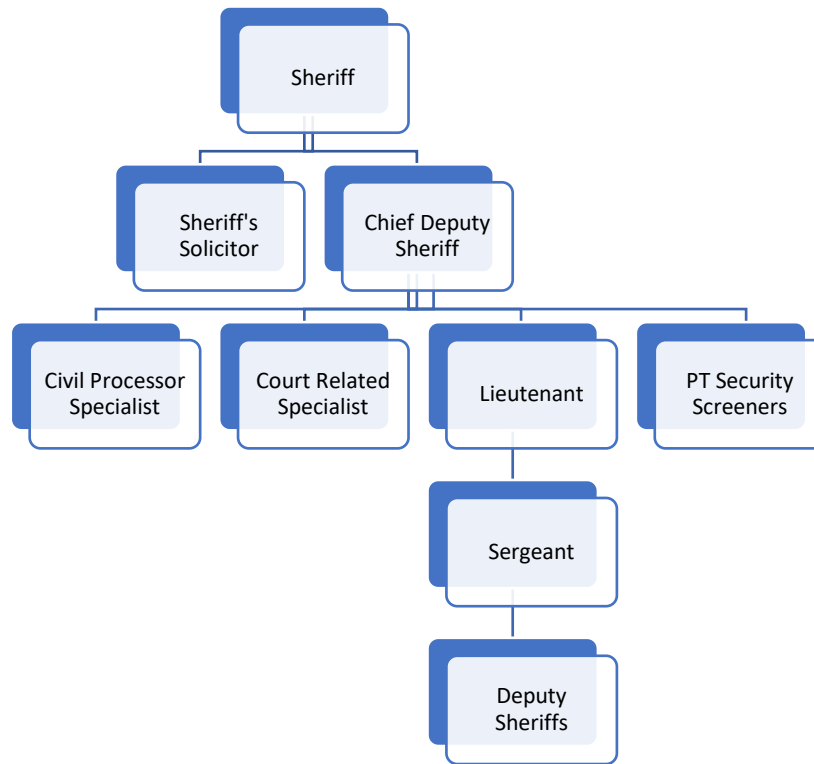 Sheriff
Sheriff's
Solicitor
Chief Deputy
Sheriff
Civil Processor
Specialist
Court Related
Specialist
Lieutenant
PT Security
Screeners
Sergeant
Deputy
Sheriffs